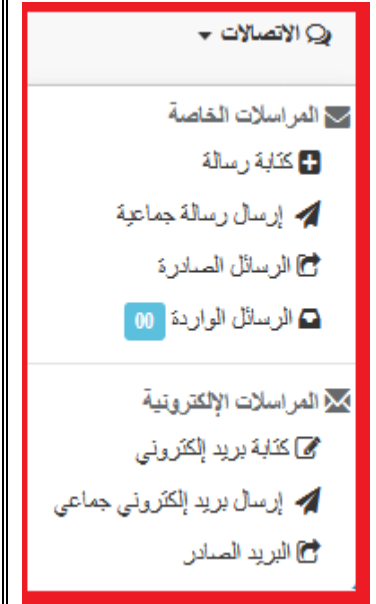 الاتصالات
المراسلات الخاصة
كتابة رسالة
إرسال رسالة جماعية
الرسائل الصادرة
الرسائل الواردة 00
المراسلات الإلكترونية
كتابة بريد إلكتروني
إرسال بريد إلكتروني جماعي
البريد الصادر